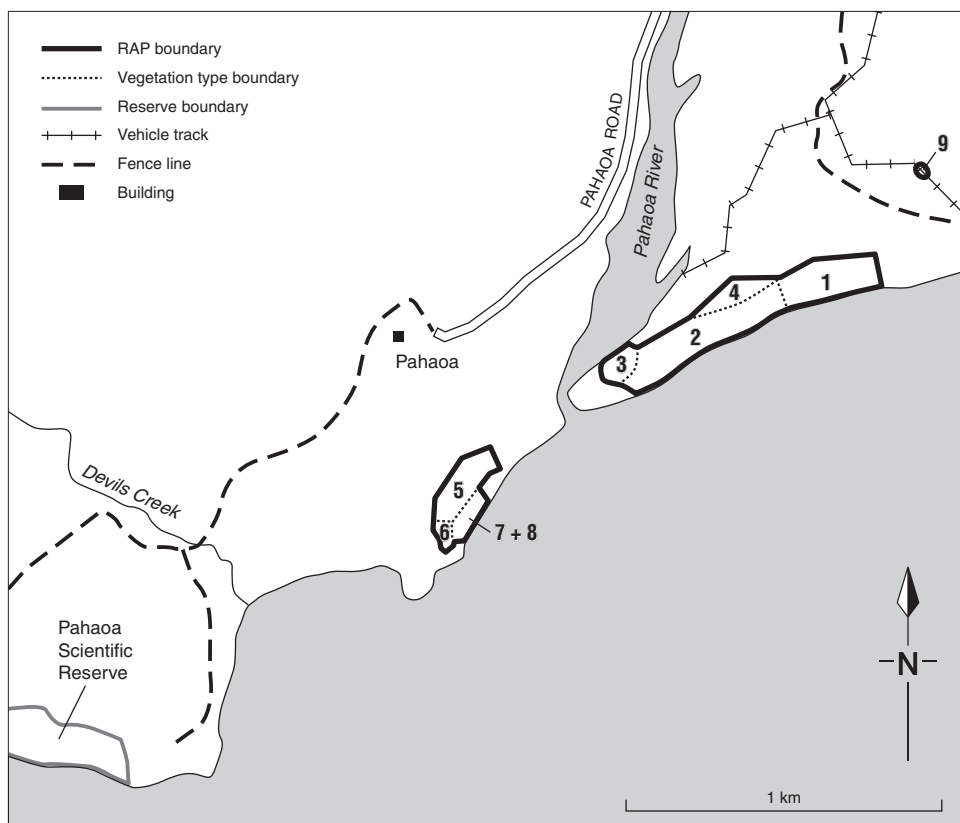 RAP boundary
Vegetation type boundary
Reserve boundary
Vehicle track
Fence line
Building
PAHAOA ROAD
Pahaoa River
9
1
4
2
3
Pahaoa
Devils Creek
5
6
7 + 8
Pahaoa
Scientific
Reserve
N
1 km